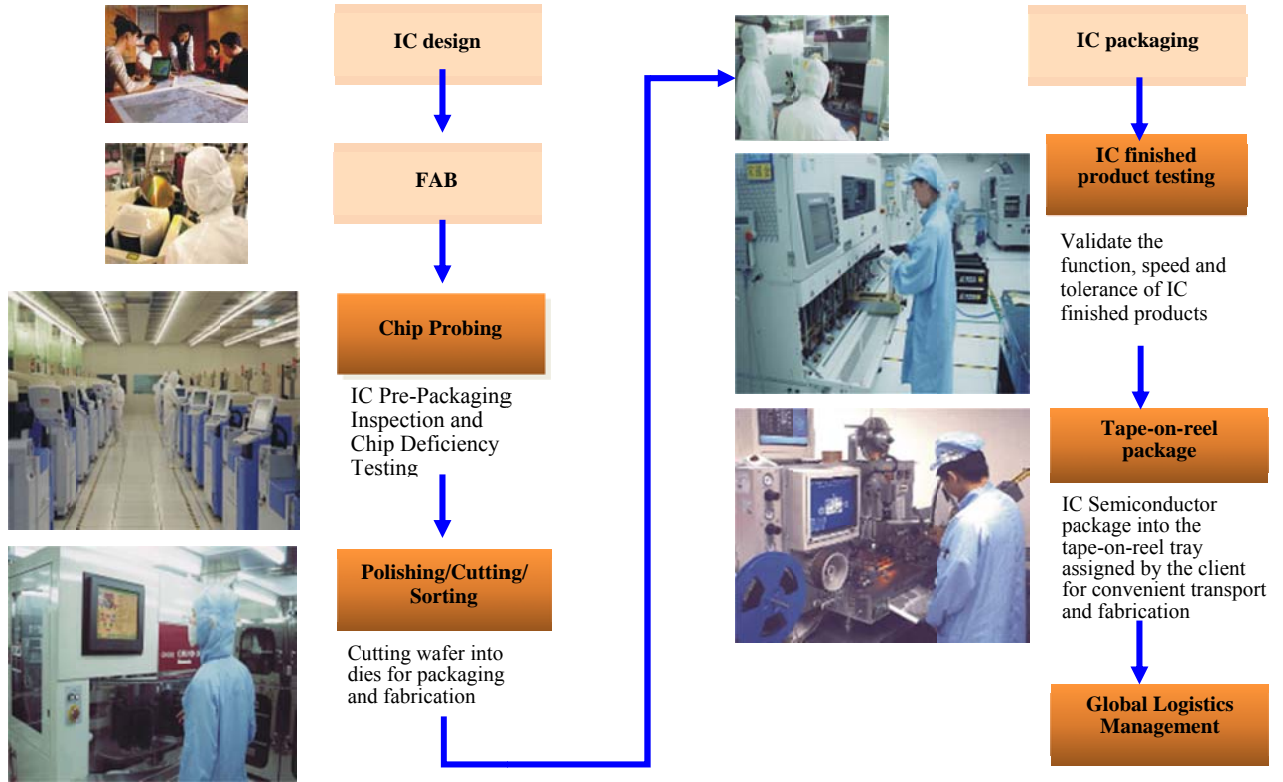 IC design
FAB
Chip Probing
IC Pre-Packaging
Inspection and
Chip Deficiency
Testing
Polishing/Cutting/
Sorting
Cutting wafer into
dies for packaging
and fabrication
IC packaging
IC finished
product testing
Validate the
function, speed and
tolerance of IC
finished products
Tape-on-reel
package
IC Semiconductor
package into the
tape-on-reel tray
assigned by the client
for convenient transport
and fabrication
Global Logistics
Management